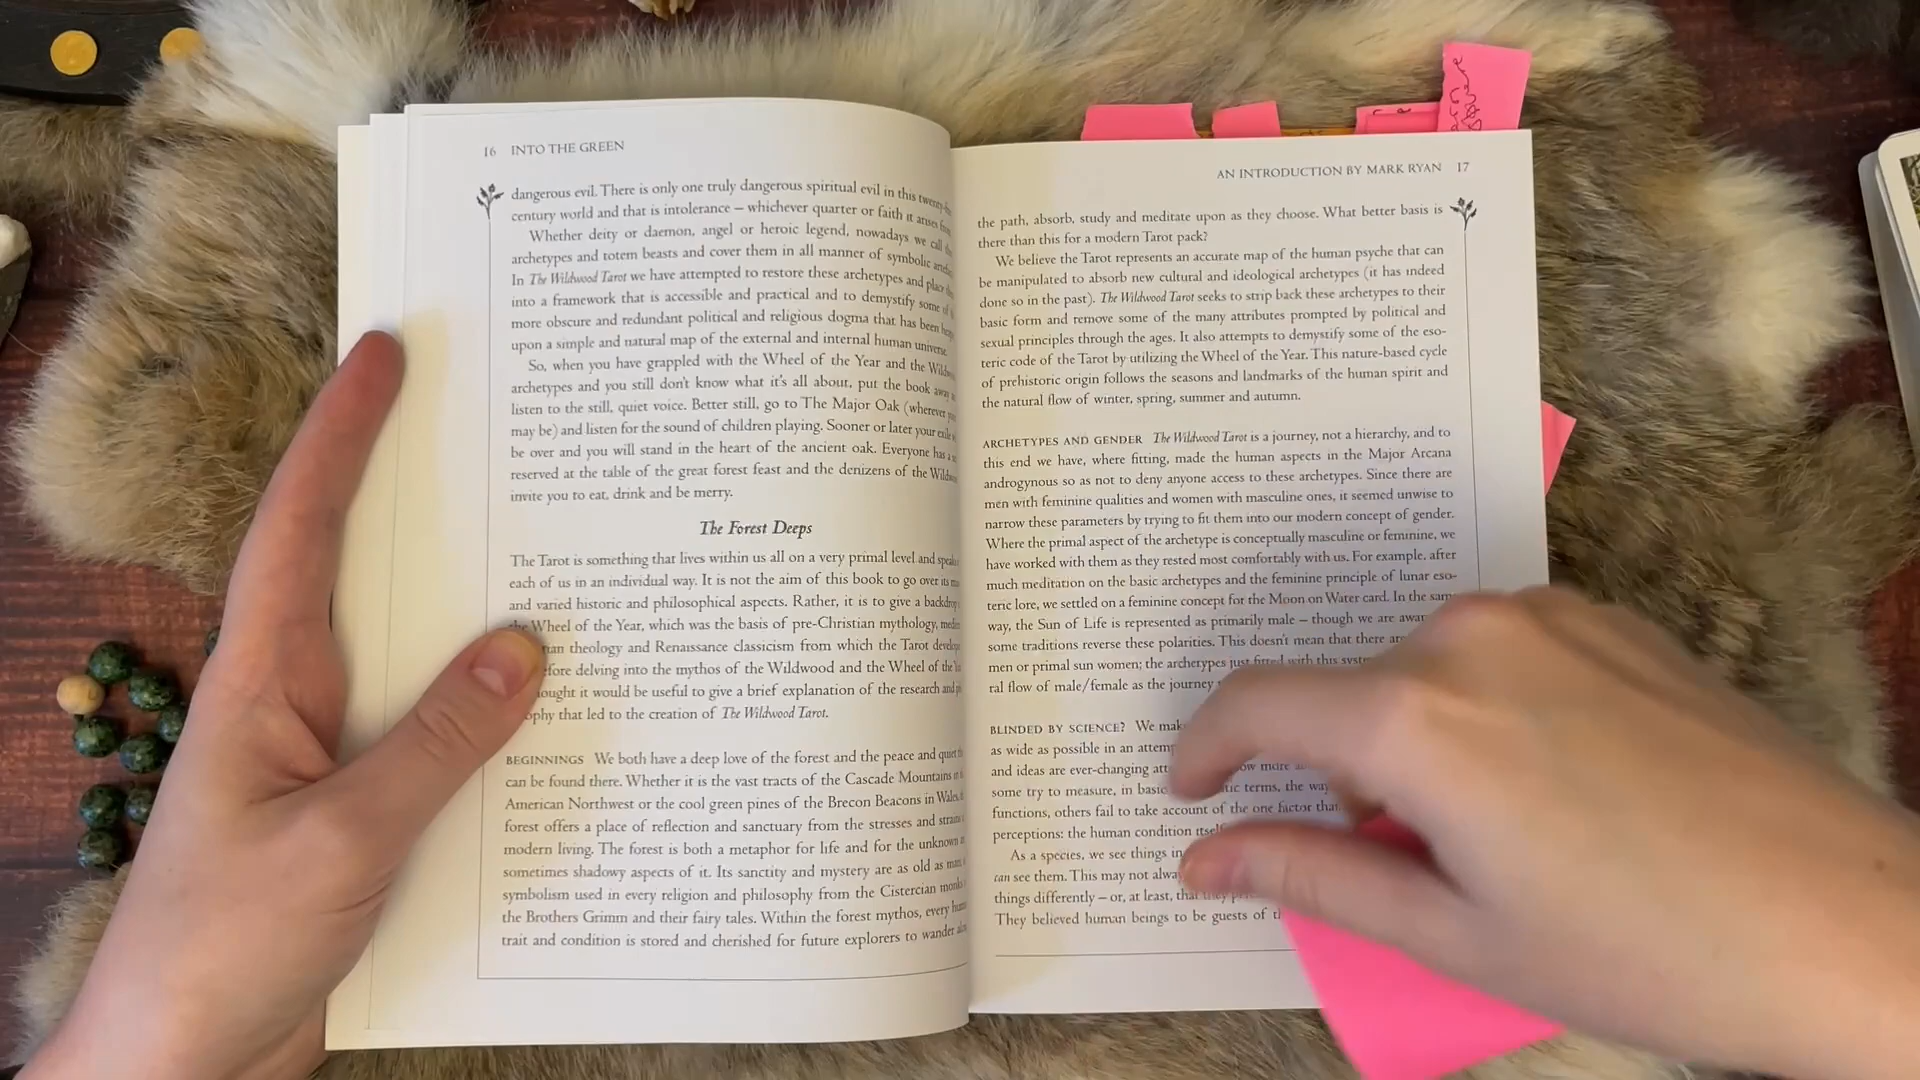 16 INTO THE GREEN
dangerous evil. There is only one truly dangerous spiritual evil in this
century world and that is intolerance – whichever quarter or faith it arises
Whether deity or daemon, angel or heroic legend, nowadays we call
archetypes and totem beasts and cover them in all manner of symbolic
In The Wildwood Tarot we have attempted to restore these archetypes and place
into a framework that is accessible and practical and to demystify some of
more obscure and redundant political and religious dogma that has been
upon a simple and natural map of the external and internal human universe.
So, when you have grappled with the Wheel of the Year and the
archetypes and you still don't know what it's all about, put the book away
listen to the still, quiet voice. Better still, go to The Major Oak (wherever
may be) and listen for the sound of children playing. Sooner or later your exile
be over and you will stand in the heart of the ancient oak. Everyone has a
reserved at the table of the great forest feast and the denizens of the
invite you to eat, drink and be merry.
The Forest Deeps
The Tarot is something that lives within us all on a very primal level and
each of us in an individual way. It is not the aim of this book to go over its
and varied historic and philosophical aspects. Rather, it is to give a backdrop
Wheel of the Year, which was the basis of pre-Christian mythology,
theology and Renaissance classicism from which the Tarot
delving into the mythos of the Wildwood and the Wheel of the
it would be useful to give a brief explanation of the research and
that led to the creation of The Wildwood Tarot.
BEGINNINGS We both have a deep love of the forest and the peace and quiet
can be found there. Whether it is the vast tracts of the Cascade Mountains
American Northwest or the cool green pines of the Brecon Beacons in Wales,
forest offers a place of reflection and sanctuary from the stresses and
modern living. The forest is both a metaphor for life and for the unknown
sometimes shadowy aspects of it. Its sanctity and mystery are as old as
symbolism used in every religion and philosophy from the Cistercian
the Brothers Grimm and their fairy tales. Within the forest mythos, every
trait and condition is stored and cherished for future explorers to wander
AN INTRODUCTION BY MARK RYAN 17
the path, absorb, study and meditate upon as they choose. What better basis is
there than this for a modern Tarot pack?
We believe the Tarot represents an accurate map of the human psyche that can
be manipulated to absorb new cultural and ideological archetypes (it has indeed
done so in the past). The Wildwood Tarot seeks to strip back these archetypes to their
basic form and remove some of the many attributes prompted by political and
sexual principles through the ages. It also attempts to demystify some of the eso-
teric code of the Tarot by utilizing the Wheel of the Year. This nature-based cycle
of prehistoric origin follows the seasons and landmarks of the human spirit and
the natural flow of winter, spring, summer and autumn.
ARCHETYPES AND GENDER The Wildwood Tarot is a journey, not a hierarchy, and to
this end we have, where fitting, made the human aspects in the Major Arcana
androgynous so as not to deny anyone access to these archetypes. Since there are
men with feminine qualities and women with masculine ones, it seemed unwise to
narrow these parameters by trying to fit them into our modern concept of gender.
Where the primal aspect of the archetype is conceptually masculine or feminine, we
have worked with them as they rested most comfortably with us. For example, after
much meditation on the basic archetypes and the feminine principle of lunar eso-
teric lore, we settled on a feminine concept for the Moon on Water card. In the same
way, the Sun of Life is represented as primarily male – though we are
some traditions reverse these polarities. This doesn't mean that there
men or primal sun women; the archetypes just fitted with this
ral flow of male/female as the journey
BLINDED BY SCIENCE? We
as wide as possible in an
and ideas are ever-changing more
some try to measure, in basic terms, the way
functions, others fail to take account of the one factor that
perceptions: the human condition
As a species, we see things in
can see them. This may not
things differently – or, at least, that they
They believed human beings to be guests of